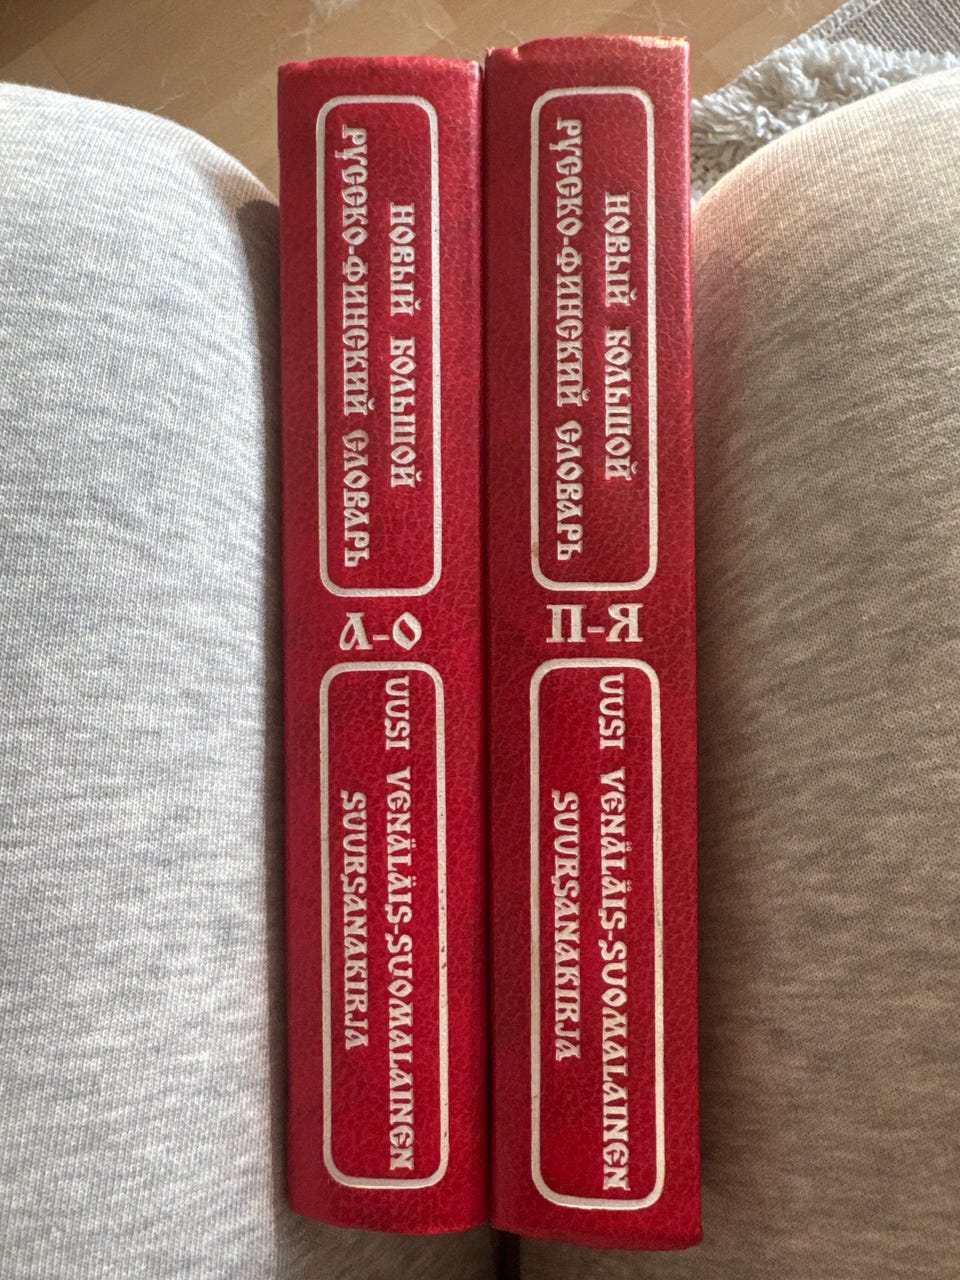 НОВЫЙ БОЛЬШОЙ
РУССКО-ФИНСКИЙ СЛОВАРЬ
А-О
UUSI VENÄLÄIS-SUOMALAINEN
SUURSANAKIRJA
НОВЫЙ БОЛЬШОЙ
РУССКО-ФИНСКИЙ СЛОВАРЬ
П-Я
UUSI VENÄLÄIS-SUOMALAINEN
SUURSANAKIRJA